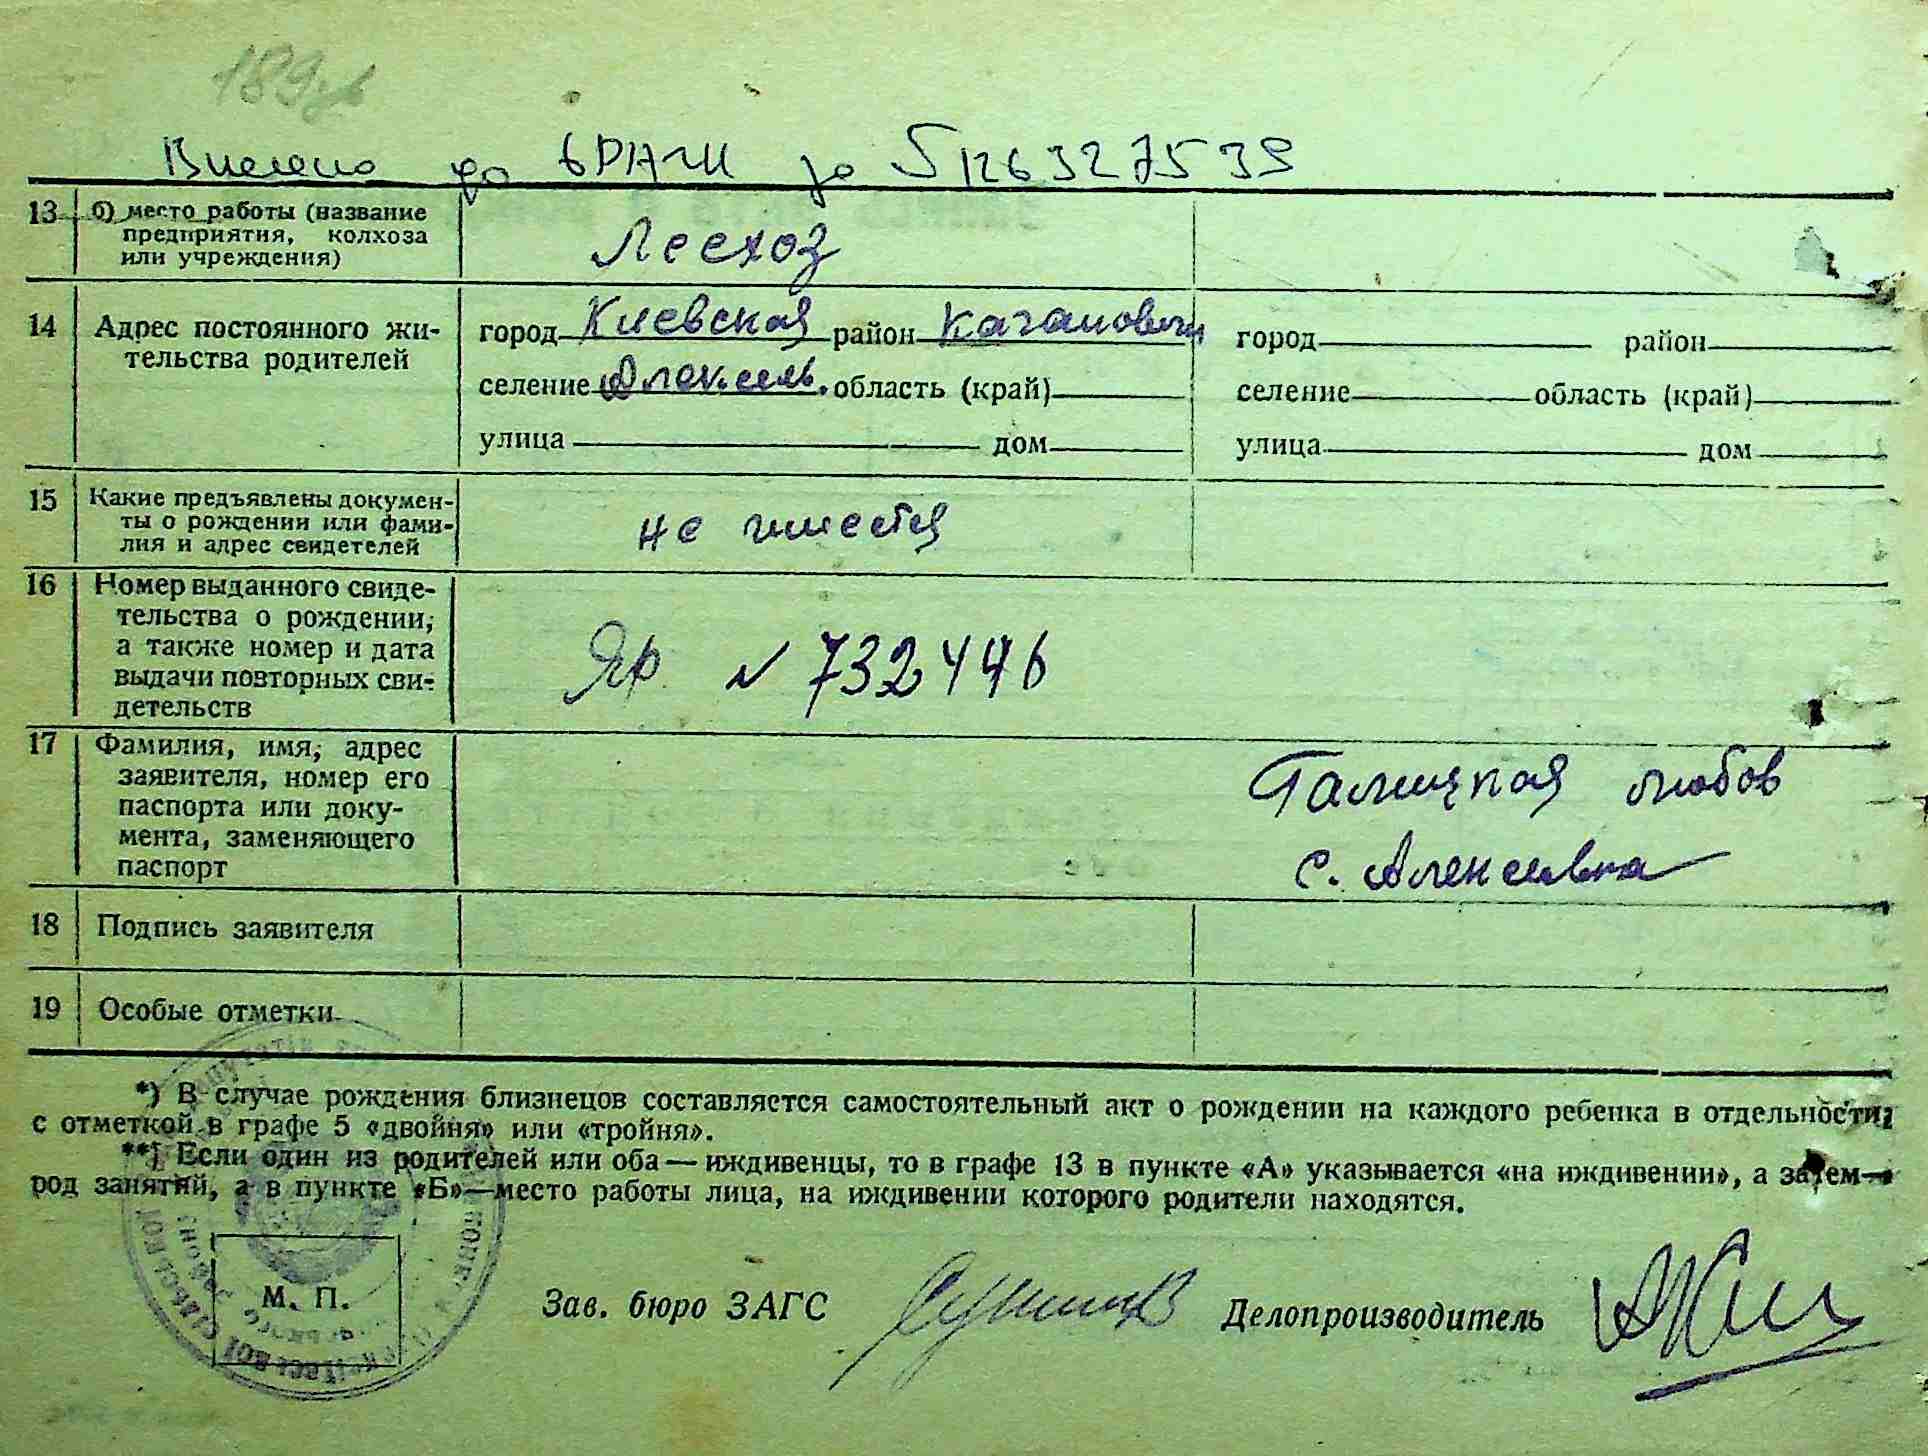 189зв
Внесено до ДРАЦС за №126327539
13 б) место работы (название предприятия, колхоза или учреждения) Лесхоз
14 Адрес постоянного жительства родителей
город Киевская район Каганович город район
селение Алексеев. область (край) селение область (край)
улица дом улица дом
15 Какие предъявлены документы о рождении или фамилия и адрес свидетелей не имеется
16 Номер выданного свидетельства о рождении, а также номер и дата выдачи повторных свидетельств ЯР № 732446
17 Фамилия, имя, адрес заявителя, номер его паспорта или документа, заменяющего паспорт
Галицкая Любов
с. Алексеевка
18 Подпись заявителя
19 Особые отметки
*) В случае рождения близнецов составляется самостоятельный акт о рождении на каждого ребенка в отдельности,
с отметкой в графе 5 «двойня» или «тройня».
**) Если один из родителей или оба — иждивенцы, то в графе 13 в пункте «А» указывается «на иждивении», а затем—
род занятий, а в пункте «Б»—место работы лица, на иждивении которого родители находятся.
М. П.
Зав. бюро ЗАГС Делопроизводитель